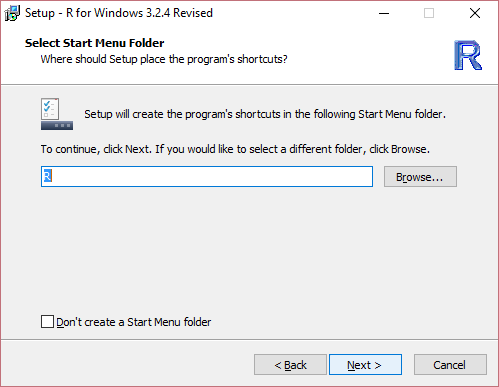 Setup - R for Windows 3.2.4 Revised
Select Start Menu Folder
Where should Setup place the program's shortcuts?
R
Setup will create the program's shortcuts in the following Start Menu folder.
To continue, click Next. If you would like to select a different folder, click Browse.
R
Browse...
Don't create a Start Menu folder
< Back
Next >
Cancel